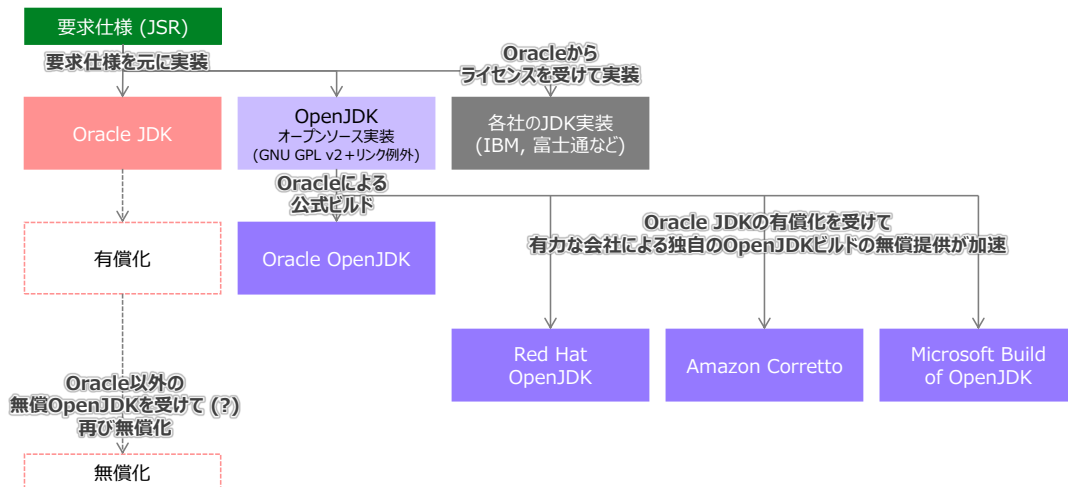 要求仕様 (JSR)
要求仕様を元に実装
Oracleから
ライセンスを受けて実装
Oracle JDK
OpenJDK
オープンソース実装
(GNU GPL v2+リンク例外)
各社のJDK実装
(IBM, 富士通など)
Oracleによる
公式ビルド
Oracle JDKの有償化を受けて
有力な会社による独自のOpenJDKビルドの無償提供が加速
有償化
Oracle OpenJDK
Red Hat
OpenJDK
Amazon Corretto
Microsoft Build
of OpenJDK
Oracle以外の
無償OpenJDKを受けて (?)
再び無償化
無償化